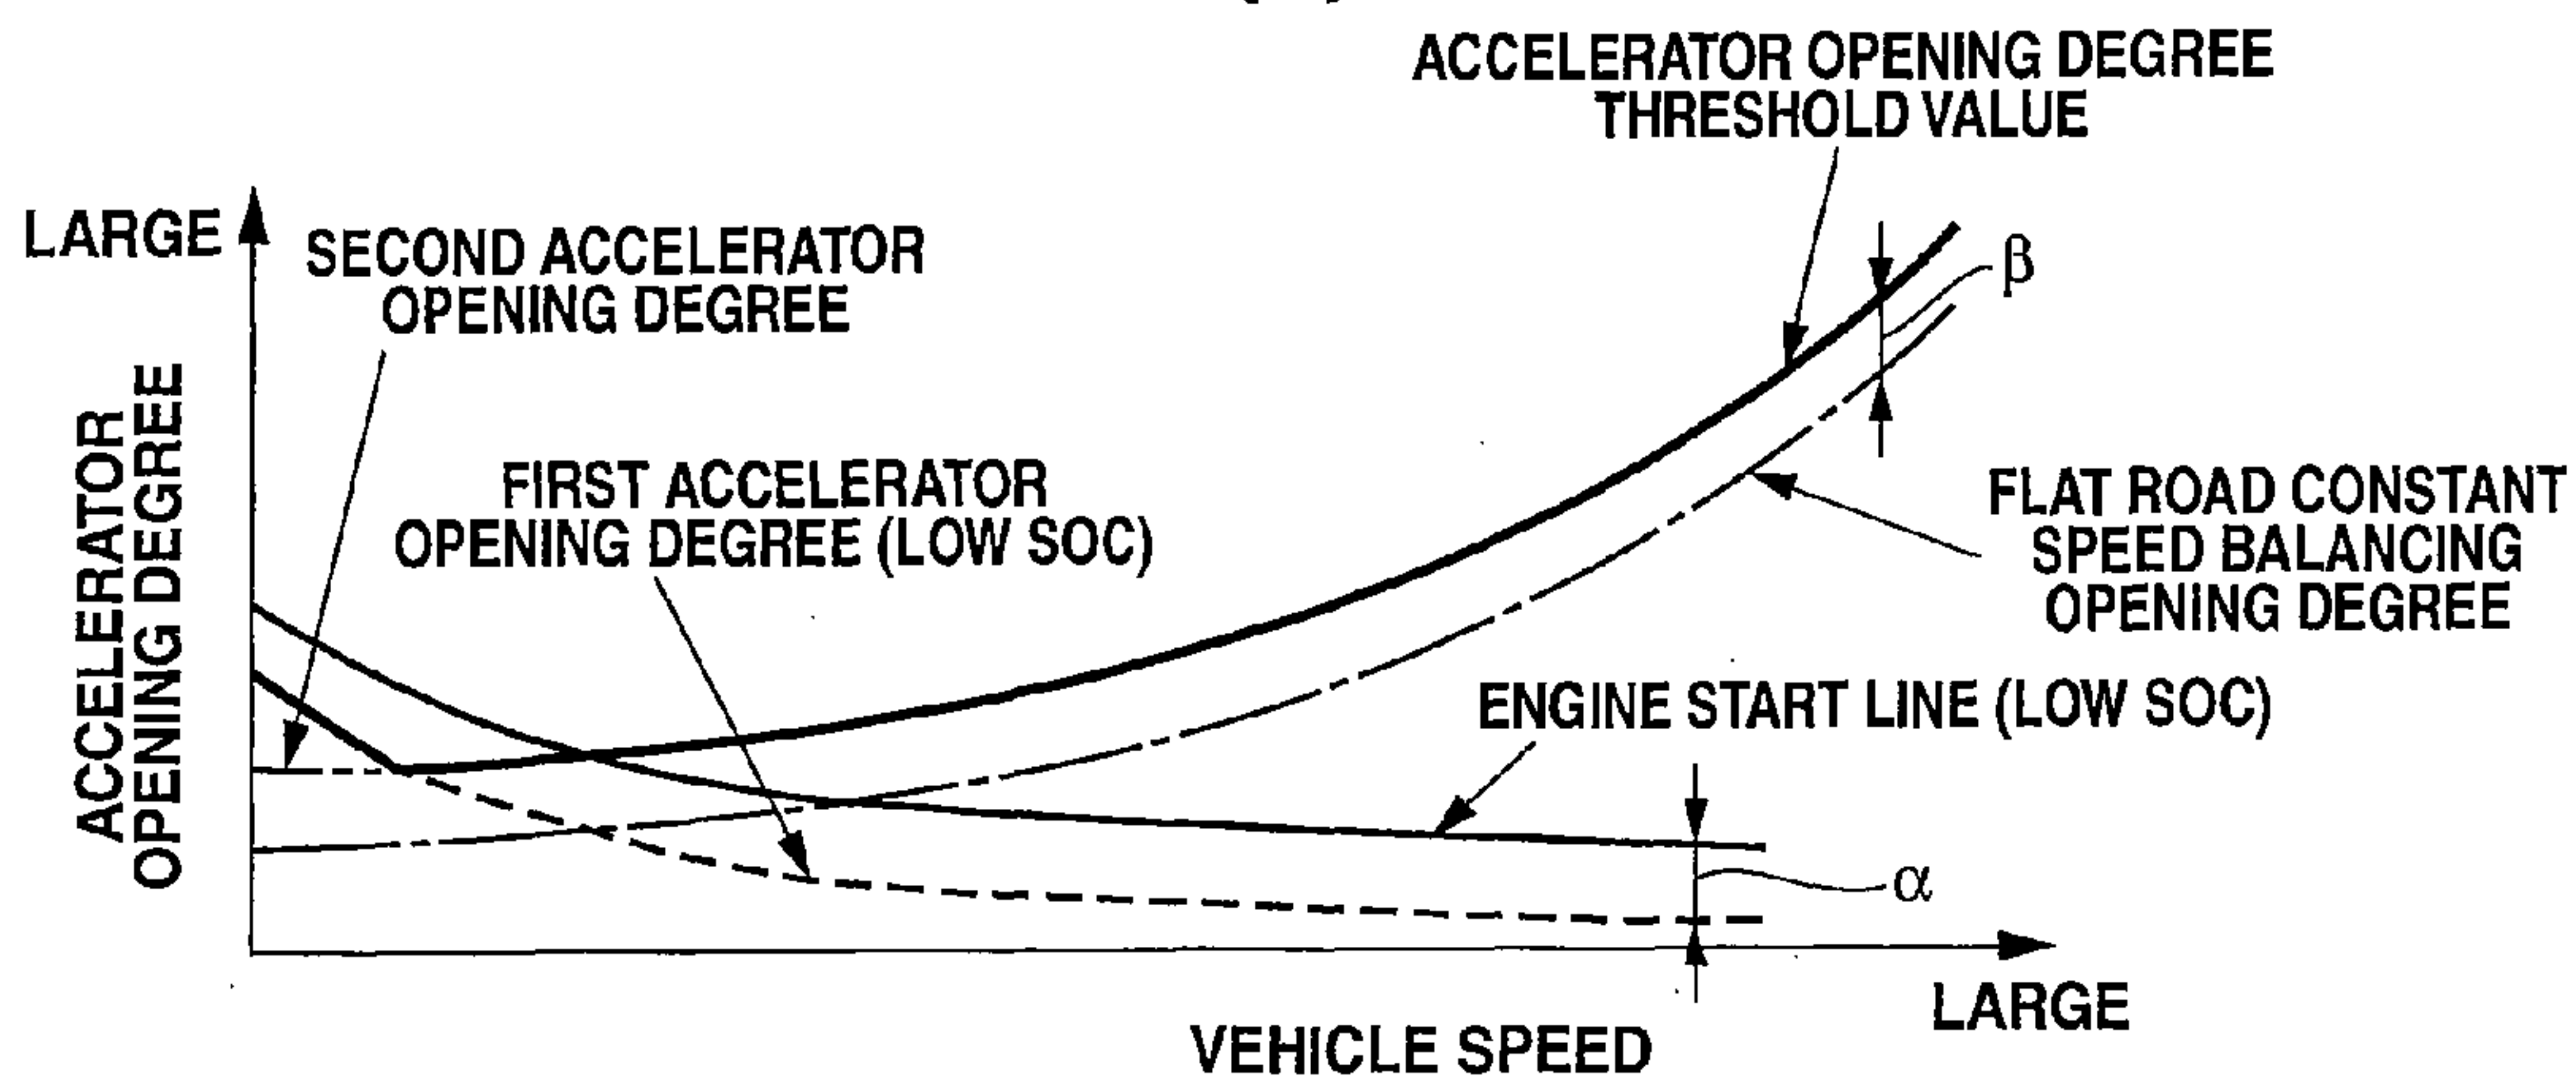 ACCELERATOR OPENING DEGREE
THRESHOLD VALUE
LARGE
SECOND ACCELERATOR
OPENING DEGREE
β
ACCELERATOR
OPENING DEGREE
FIRST ACCELERATOR
OPENING DEGREE (LOW SOC)
FLAT ROAD CONSTANT
SPEED BALANCING
OPENING DEGREE
ENGINE START LINE (LOW SOC)
α
LARGE
VEHICLE SPEED